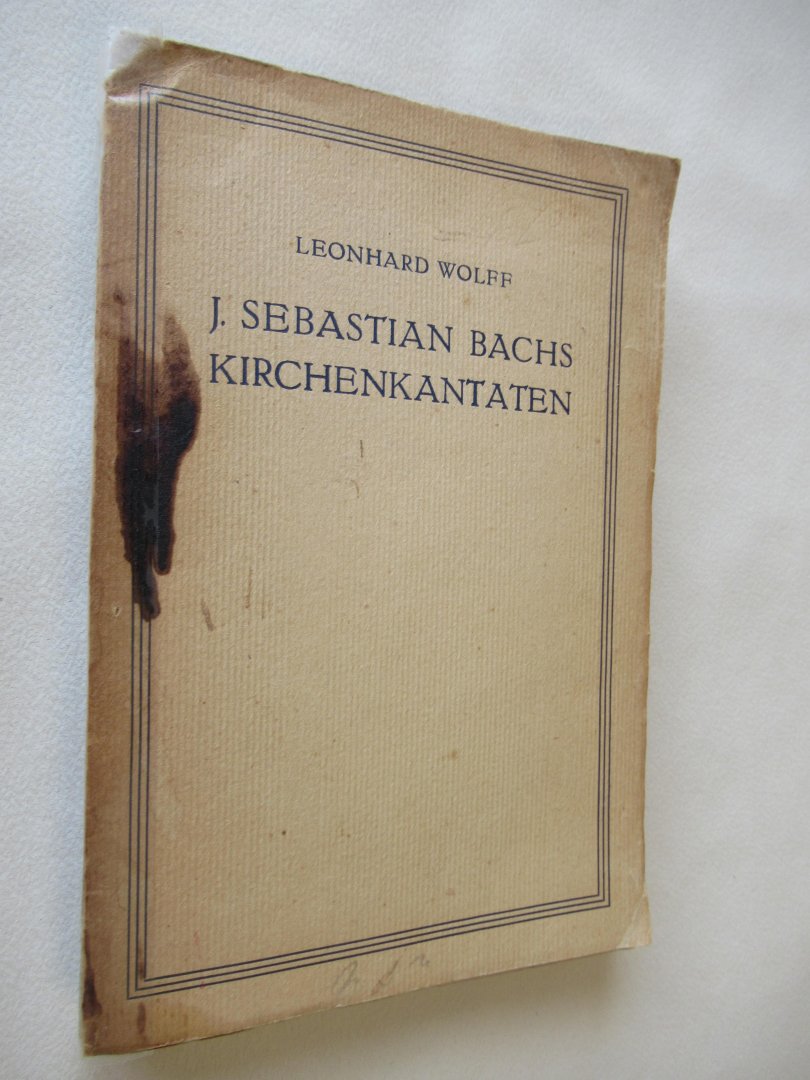 LEONHARD WOLFF
J. SEBASTIAN BACHS
KIRCHENKANTATEN